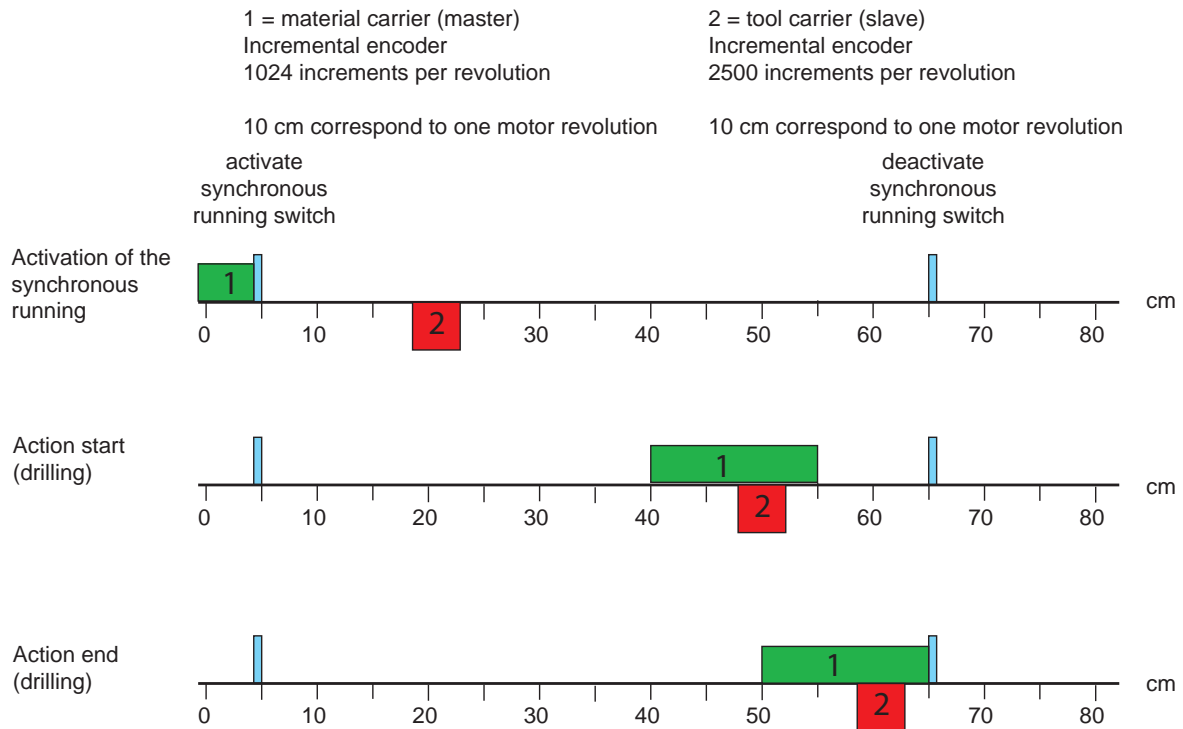 1 = material carrier (master)
Incremental encoder
1024 increments per revolution
10 cm correspond to one motor revolution
2 = tool carrier (slave)
Incremental encoder
2500 increments per revolution
10 cm correspond to one motor revolution
activate
synchronous
running switch
deactivate
synchronous
running switch
Activation of the
synchronous
running
1
2
cm
0 10 20 30 40 50 60 70 80
Action start
(drilling)
1
2
cm
0 10 20 30 40 50 60 70 80
Action end
(drilling)
1
2
cm
0 10 20 30 40 50 60 70 80